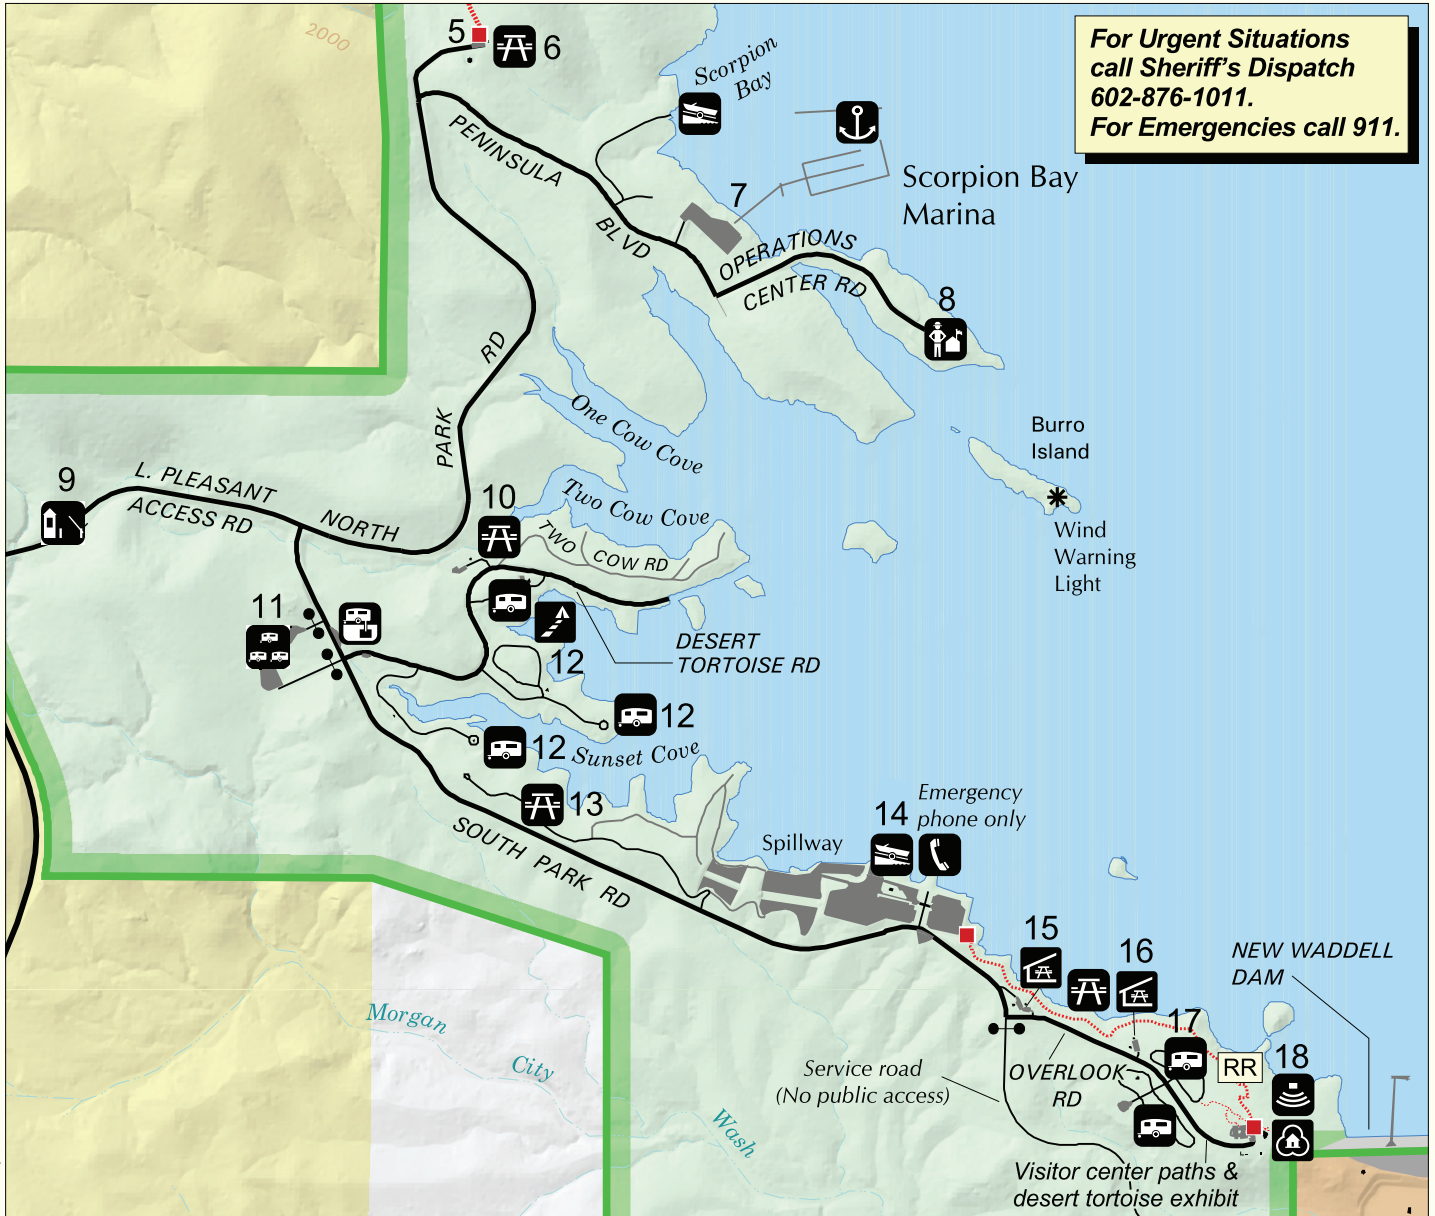 2000
5
6
For Urgent Situations
call Sheriff's Dispatch
602-876-1011.
For Emergencies call 911.
Scorpion
Bay
PENINSULA
BLVD
7
Scorpion Bay
Marina
OPERATIONS
CENTER RD
8
RD
PARK
NORTH
One Cow Cove
Burro
Island
Wind
Warning
Light
9
L. PLEASANT
ACCESS RD
10
Two Cow Cove
TWO
COW RD
11
DESERT
TORTOISE RD
12
12
12
Sunset Cove
13
SOUTH PARK RD
Spillway
14
Emergency
phone only
15
16
NEW WADDELL
DAM
Morgan
City
Wash
Service road
(No public access)
OVERLOOK
RD
17
RR
18
Visitor center paths &
desert tortoise exhibit